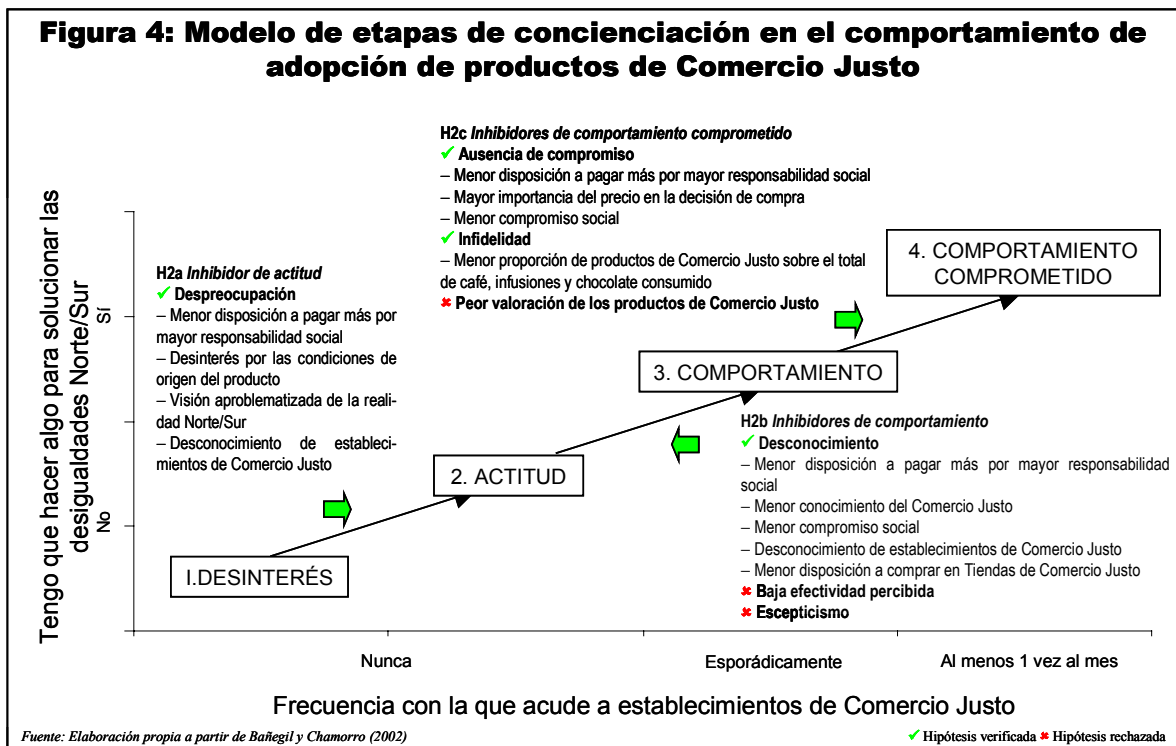 Figura 4: Modelo de etapas de concienciación en el comportamiento de
adopción de productos de Comercio Justo
H2c Inhibidores de comportamiento comprometido
✓ Ausencia de compromiso
– Menor disposición a pagar más por mayor responsabilidad social
– Mayor importancia del precio en la decisión de compra
– Menor compromiso social
✓ Infidelidad
– Menor proporción de productos de Comercio Justo sobre el total
de café, infusiones y chocolate consumido
✖ Peor valoración de los productos de Comercio Justo
H2a Inhibidor de actitud
✓ Despreocupación
– Menor disposición a pagar más por
mayor responsabilidad social
– Desinterés por las condiciones de
origen del producto
– Visión aproblematizada de la reali-
dad Norte/Sur
– Desconocimiento de estableci-
mientos de Comercio Justo
4. COMPORTAMIENTO
COMPROMETIDO
3. COMPORTAMIENTO
2. ACTITUD
I.DESINTERÉS
H2b Inhibidores de comportamiento
✓ Desconocimiento
– Menor disposición a pagar más por mayor responsabilidad
social
– Menor conocimiento del Comercio Justo
– Menor compromiso social
– Desconocimiento de establecimientos de Comercio Justo
– Menor disposición a comprar en Tiendas de Comercio Justo
✖ Baja efectividad percibida
✖ Escepticismo
Tengo que hacer algo para solucionar las
desigualdades Norte/Sur
Sí
No
Nunca
Esporádicamente
Al menos 1 vez al mes
Frecuencia con la que acude a establecimientos de Comercio Justo
Fuente: Elaboración propia a partir de Bañegil y Chamorro (2002)
✓ Hipótesis verificada ✖ Hipótesis rechazada